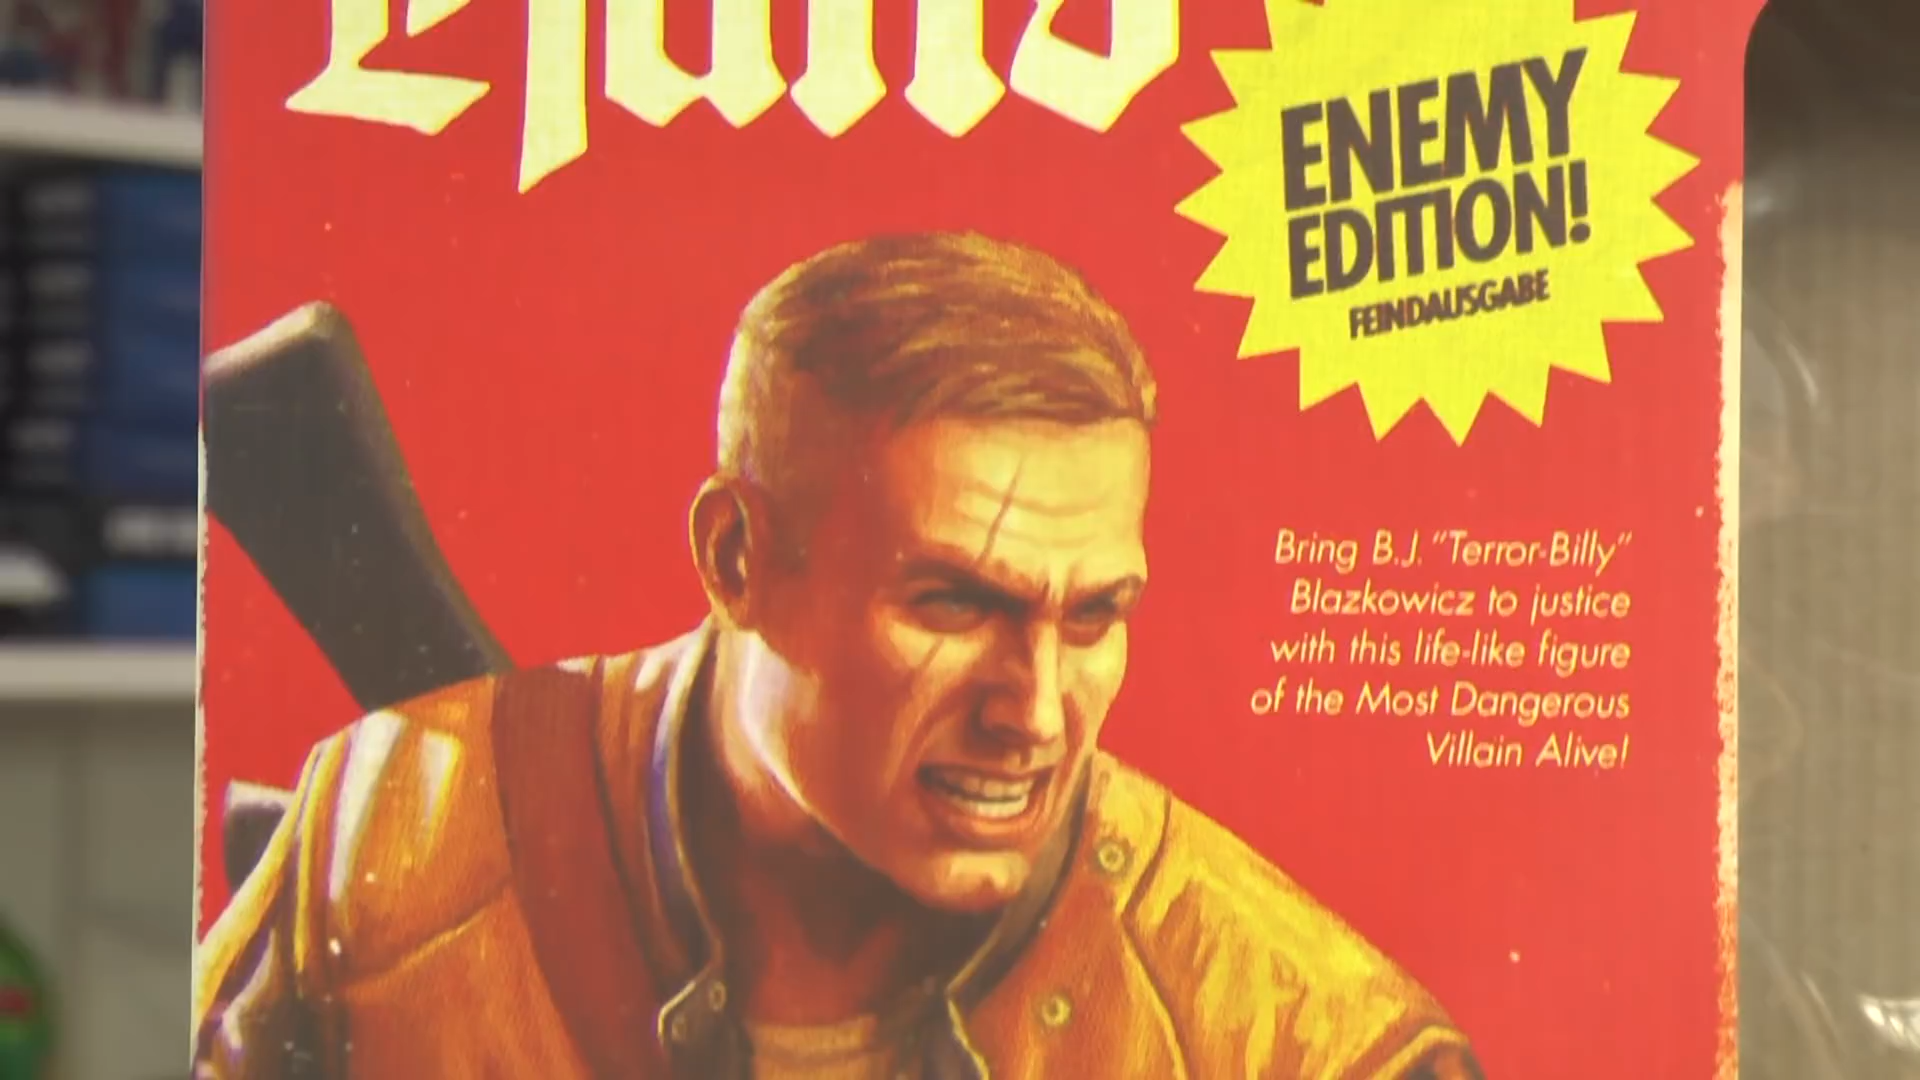 ENEMY
EDITION!
FEINDAUSGABE
Bring B.J. "Terror-Billy"
Blazkowicz to justice
with this life-like figure
of the Most Dangerous
Villain Alive!